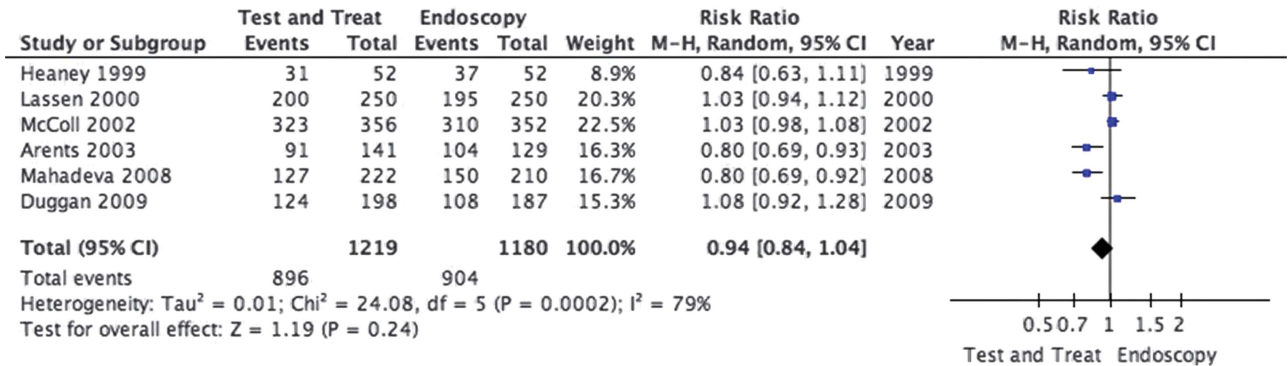 Test and Treat Endoscopy Risk Ratio Risk Ratio
Study or Subgroup Events Total Events Total Weight M-H, Random, 95% CI Year M-H, Random, 95% CI
Heaney 1999 31 52 37 52 8.9% 0.84 [0.63, 1.11] 1999
Lassen 2000 200 250 195 250 20.3% 1.03 [0.94, 1.12] 2000
McColl 2002 323 356 310 352 22.5% 1.03 [0.98, 1.08] 2002
Arents 2003 91 141 104 129 16.3% 0.80 [0.69, 0.93] 2003
Mahadeva 2008 127 222 150 210 16.7% 0.80 [0.69, 0.92] 2008
Duggan 2009 124 198 108 187 15.3% 1.08 [0.92, 1.28] 2009
Total (95% CI) 1219 1180 100.0% 0.94 [0.84, 1.04]
Total events 896 904
Heterogeneity: Tau² = 0.01; Chi² = 24.08, df = 5 (P = 0.0002); I² = 79%
Test for overall effect: Z = 1.19 (P = 0.24)
0.5 0.7 1 1.5 2
Test and Treat Endoscopy